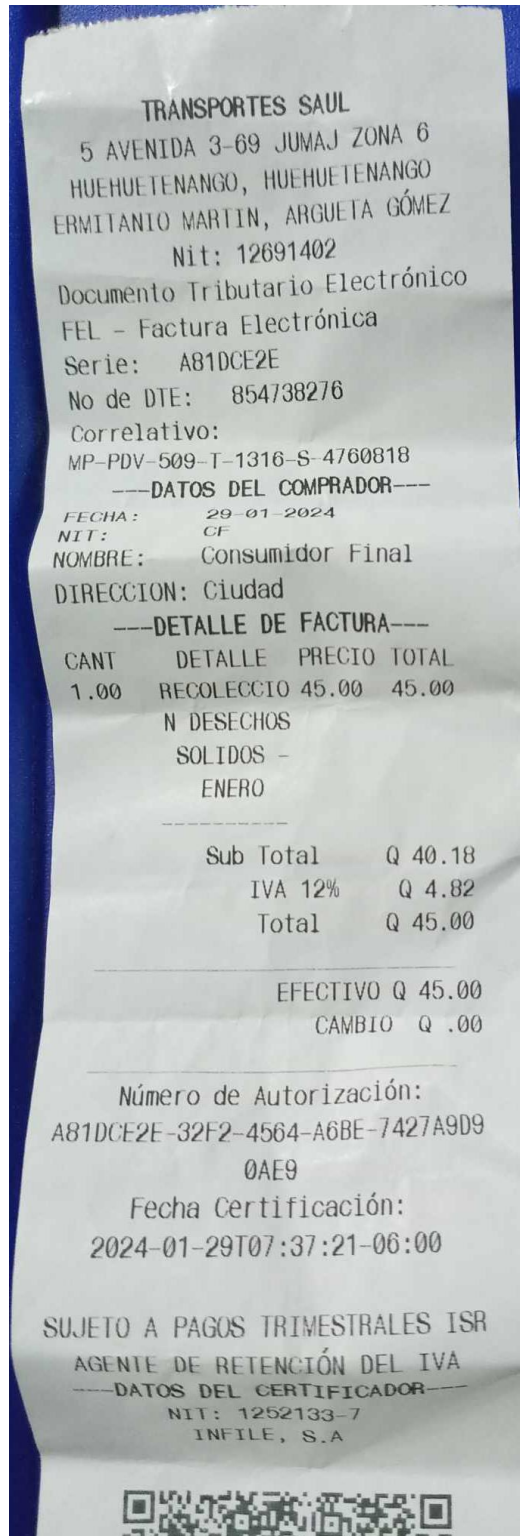 TRANSPORTES SAUL
5 AVENIDA 3-69 JUMAJ ZONA 6
HUEHUETENANGO, HUEHUETENANGO
ERMITANIO MARTIN, ARGUETA GÓMEZ
Nit: 12691402
Documento Tributario Electrónico
FEL - Factura Electrónica
Serie: A81DCE2E
No de DTE: 854738276
Correlativo:
MP-PDV-509-T-1316-S-4760818
---DATOS DEL COMPRADOR---
FECHA: 29-01-2024
NIT: CF
NOMBRE: Consumidor Final
DIRECCION: Ciudad
---DETALLE DE FACTURA---
CANT DETALLE PRECIO TOTAL
1.00 RECOLECCIO 45.00 45.00
N DESECHOS
SOLIDOS -
ENERO
----------
Sub Total Q 40.18
IVA 12% Q 4.82
Total Q 45.00
EFECTIVO Q 45.00
CAMBIO Q .00
Número de Autorización:
A81DCE2E-32F2-4564-A6BE-7427A9D9
0AE9
Fecha Certificación:
2024-01-29T07:37:21-06:00
SUJETO A PAGOS TRIMESTRALES ISR
AGENTE DE RETENCIÓN DEL IVA
----DATOS DEL CERTIFICADOR----
NIT: 1252133-7
INFILE, S.A